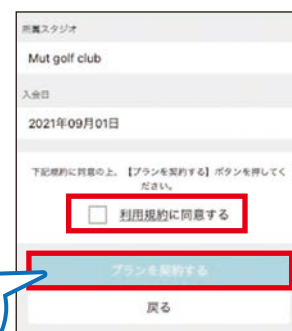 所属スタジオ
Mut golf club
入会日
2021年09月01日
下記規約に同意の上、【プランを契約する】ボタンを押してく
ださい。
利用規約に同意する
プランを契約する
戻る